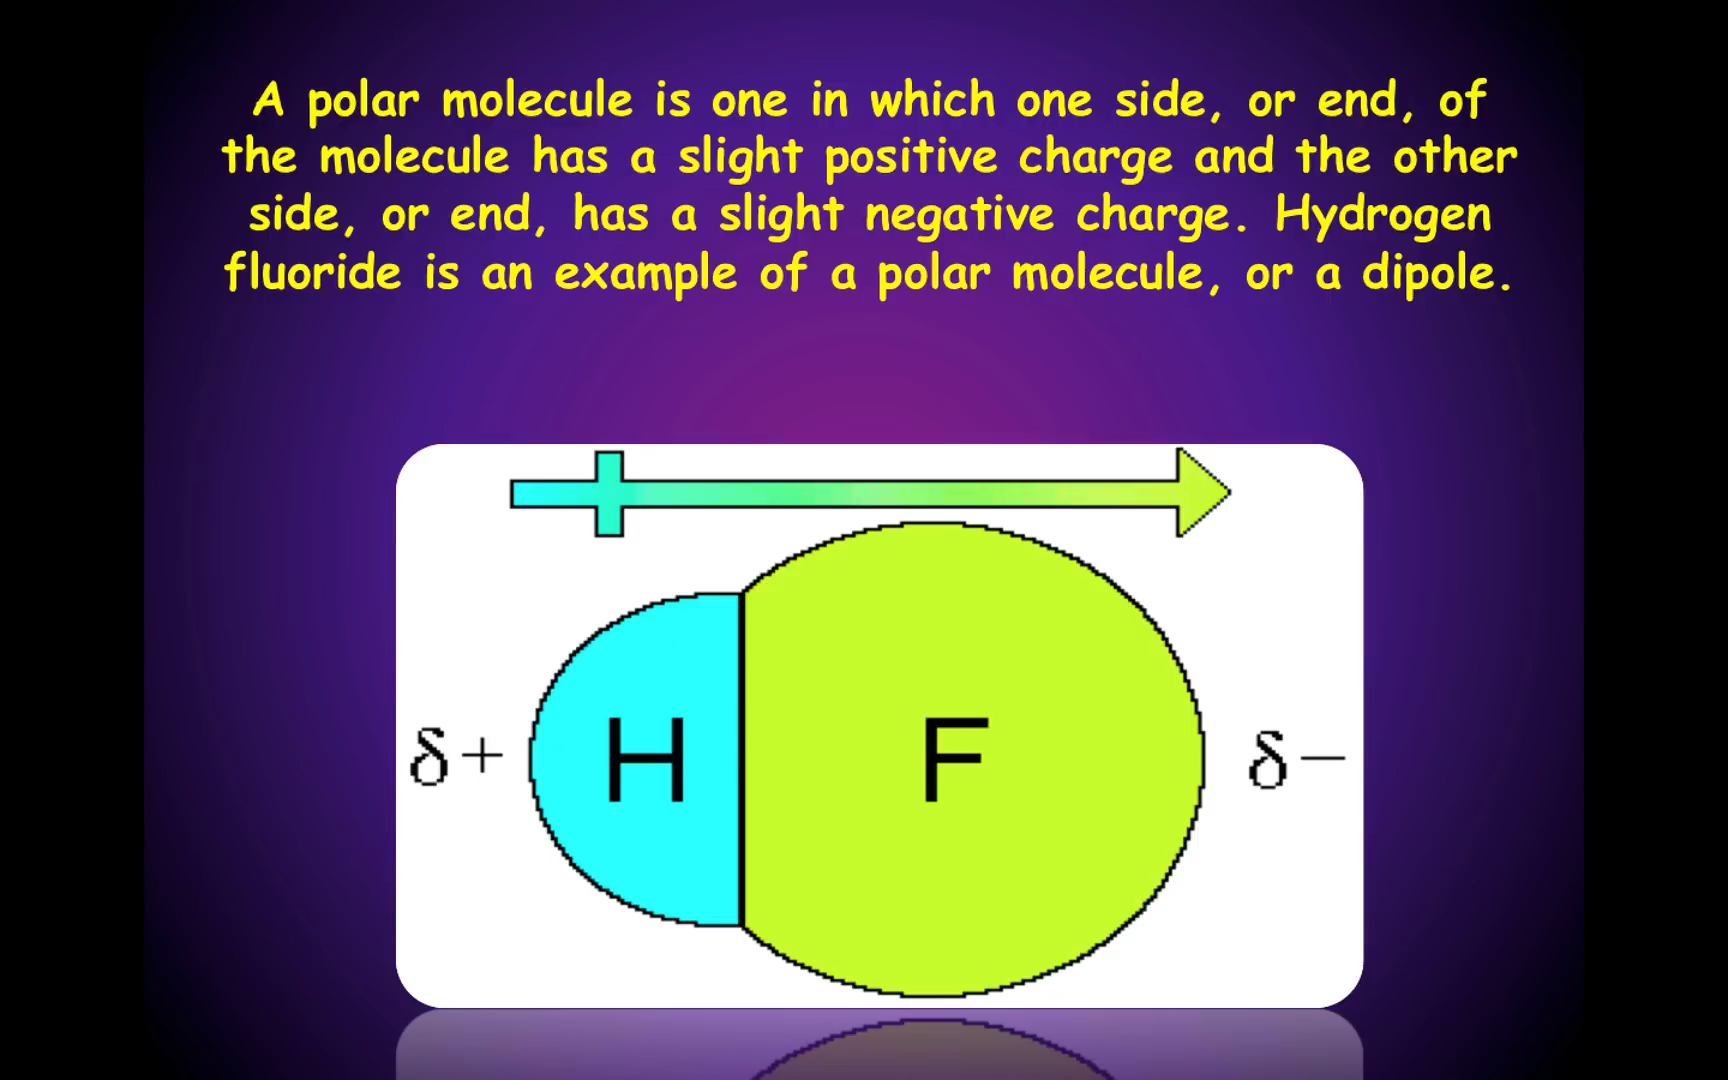 A polar molecule is one in which one side, or end, of
the molecule has a slight positive charge and the other
side, or end, has a slight negative charge. Hydrogen
fluoride is an example of a polar molecule, or a dipole.
δ+ H F δ−